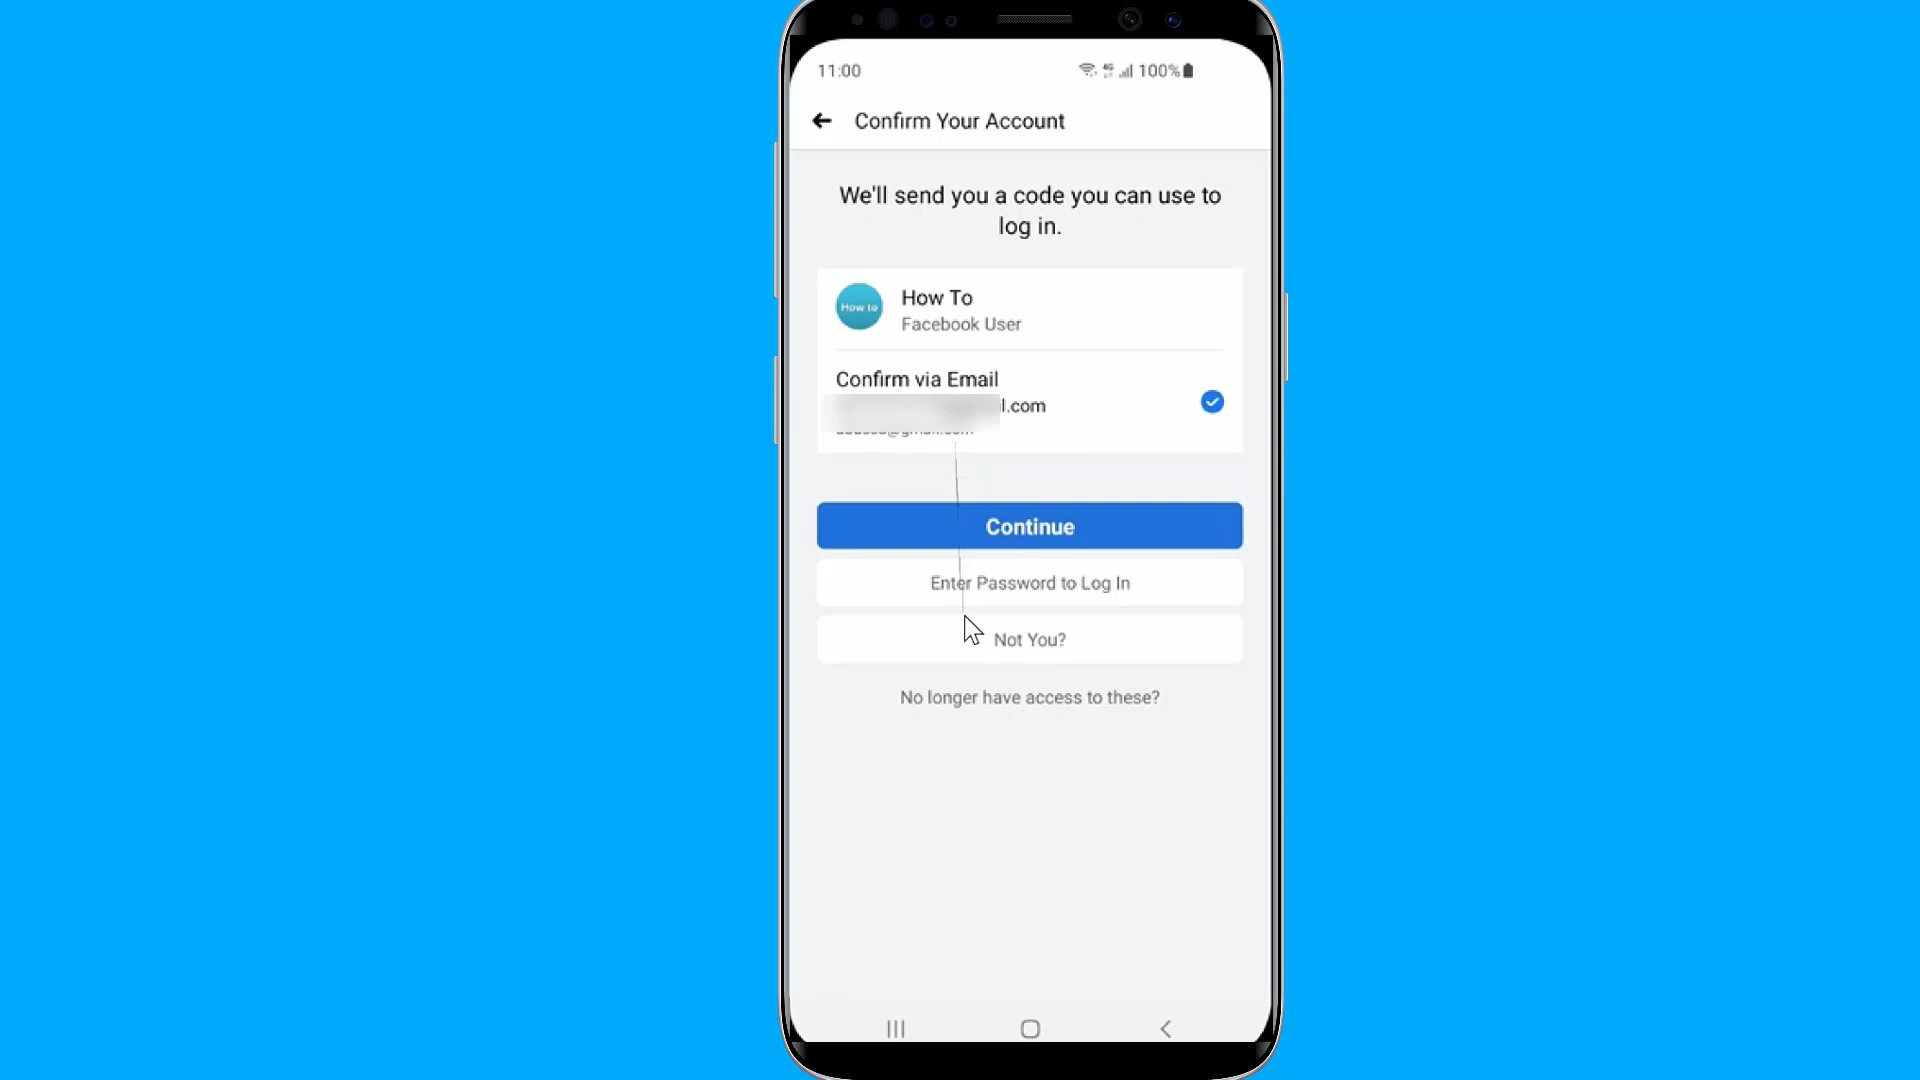 11:00
100%
Confirm Your Account
We'll send you a code you can use to
log in.
How to
How To
Facebook User
Confirm via Email
l.com
Continue
Enter Password to Log In
Not You?
No longer have access to these?